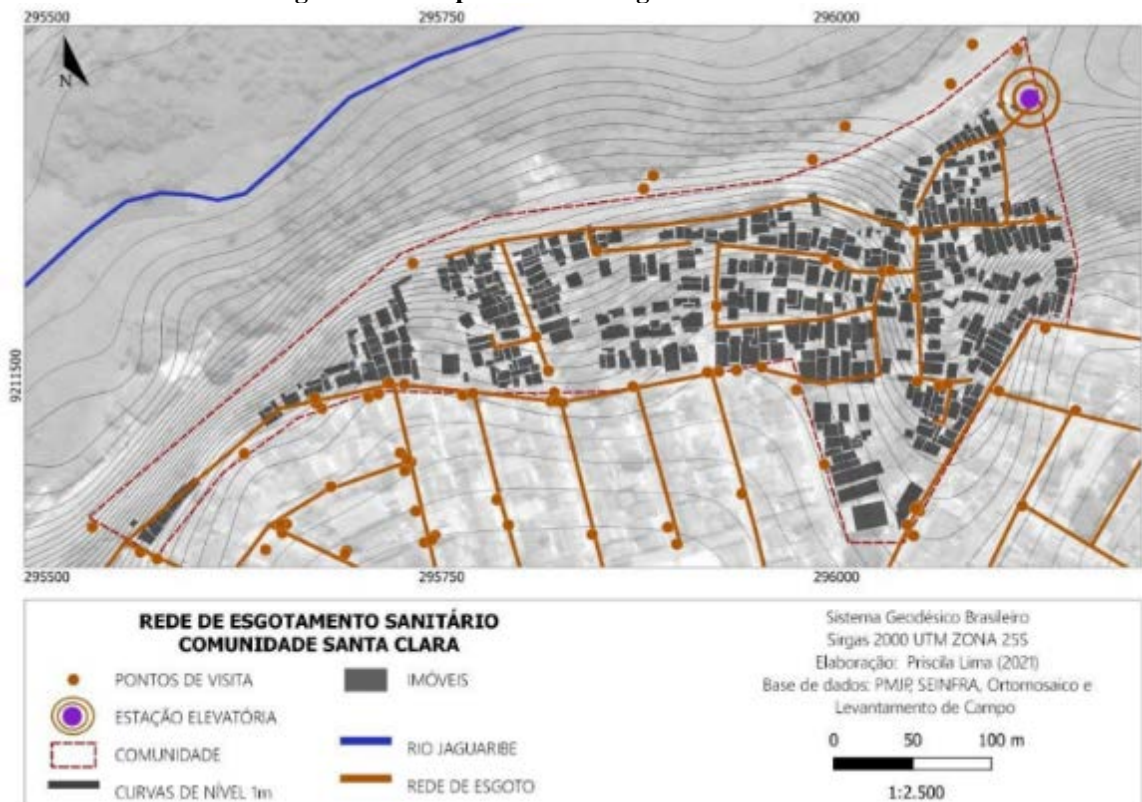 295500 295750 296000
N
9211500
295500 295750 296000
REDE DE ESGOTAMENTO SANITÁRIO
COMUNIDADE SANTA CLARA
PONTOS DE VISITA
ESTAÇÃO ELEVATÓRIA
COMUNIDADE
CURVAS DE NÍVEL 1m
IMÓVEIS
RIO JAGUARIBE
REDE DE ESGOTO
Sistema Geodésico Brasileiro
Sirgas 2000 UTM ZONA 25S
Elaboração: Priscila Lima (2021)
Base de dados: PMJP, SEINFRA, Ortomosaico e
Levantamento de Campo
0 50 100 m
1:2.500